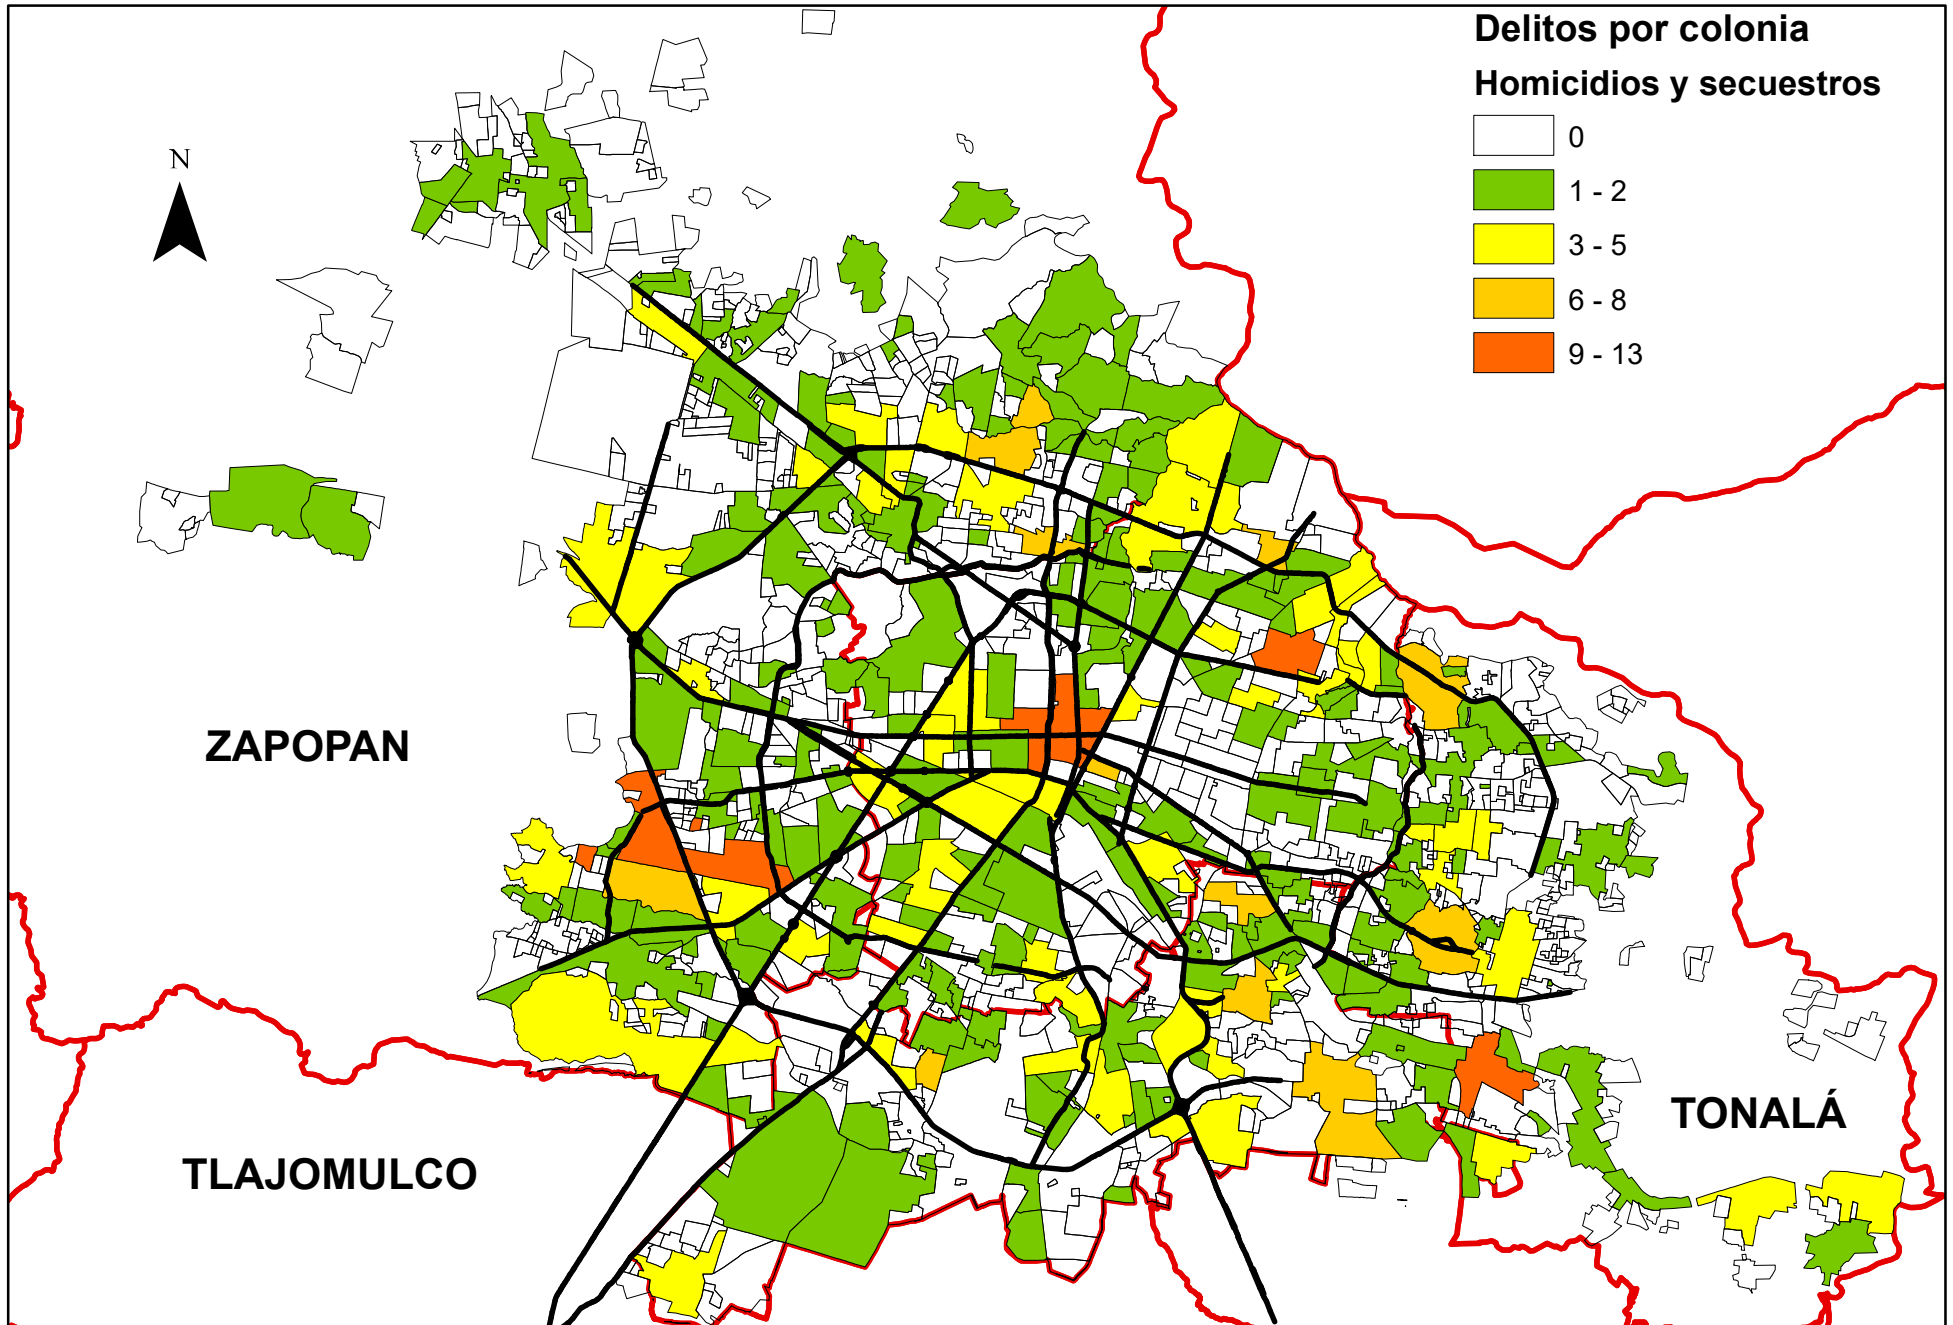 Delitos por colonia
Homicidios y secuestros
0
1 - 2
3 - 5
6 - 8
9 - 13
N
ZAPOPAN
TONALÁ
TLAJOMULCO